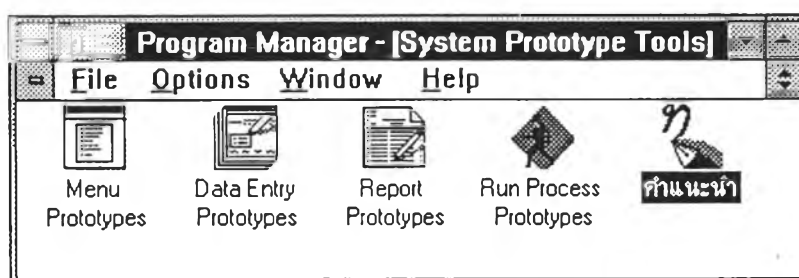 Program Manager - [System Prototype Tools]
File Options Window Help
Menu Prototypes
Data Entry Prototypes
Report Prototypes
Run Process Prototypes
คำแนะนำ